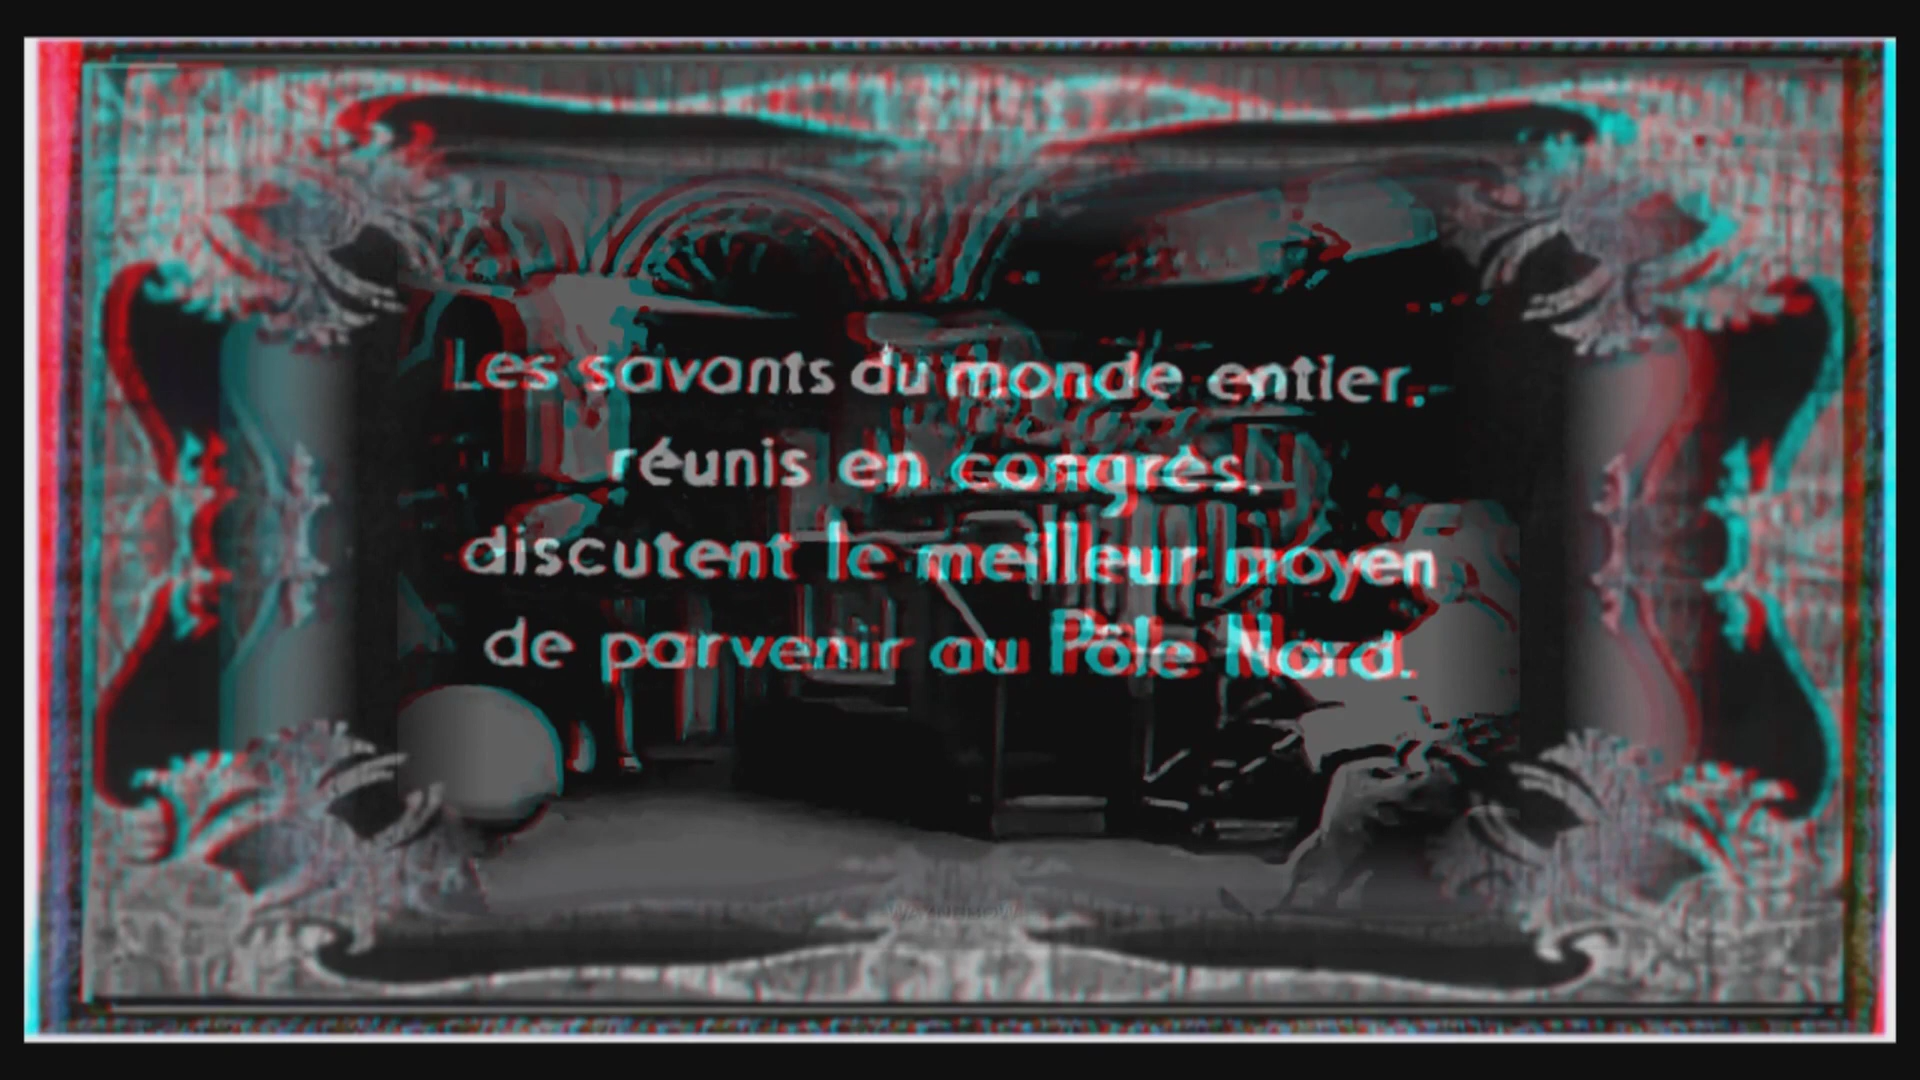 Les savants du monde entier,
réunis en congrès,
discutent le meilleur moyen
de parvenir au Pôle Nord.